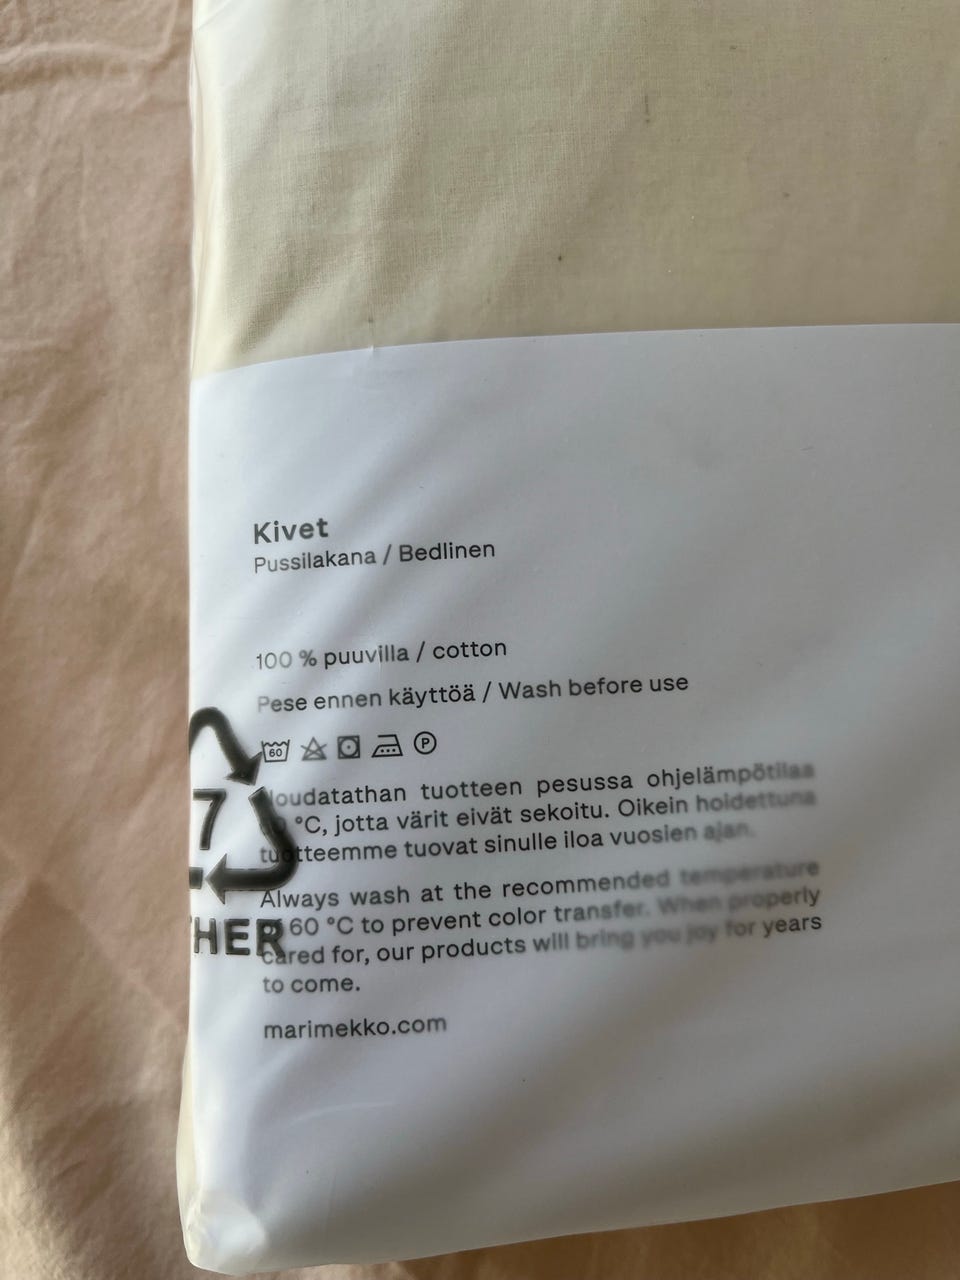 Kivet
Pussilakana / Bedlinen
100 % puuvilla / cotton
Pese ennen käyttöä / Wash before use
60 P
7
HER
Noudatathan tuotteen pesussa ohjelämpötilaa
°C, jotta värit eivät sekoitu. Oikein hoidettuna
tuotteemme tuovat sinulle iloa vuosien ajan.
Always wash at the recommended temperature
60 °C to prevent color transfer. When properly
cared for, our products will bring you joy for years
to come.
marimekko.com